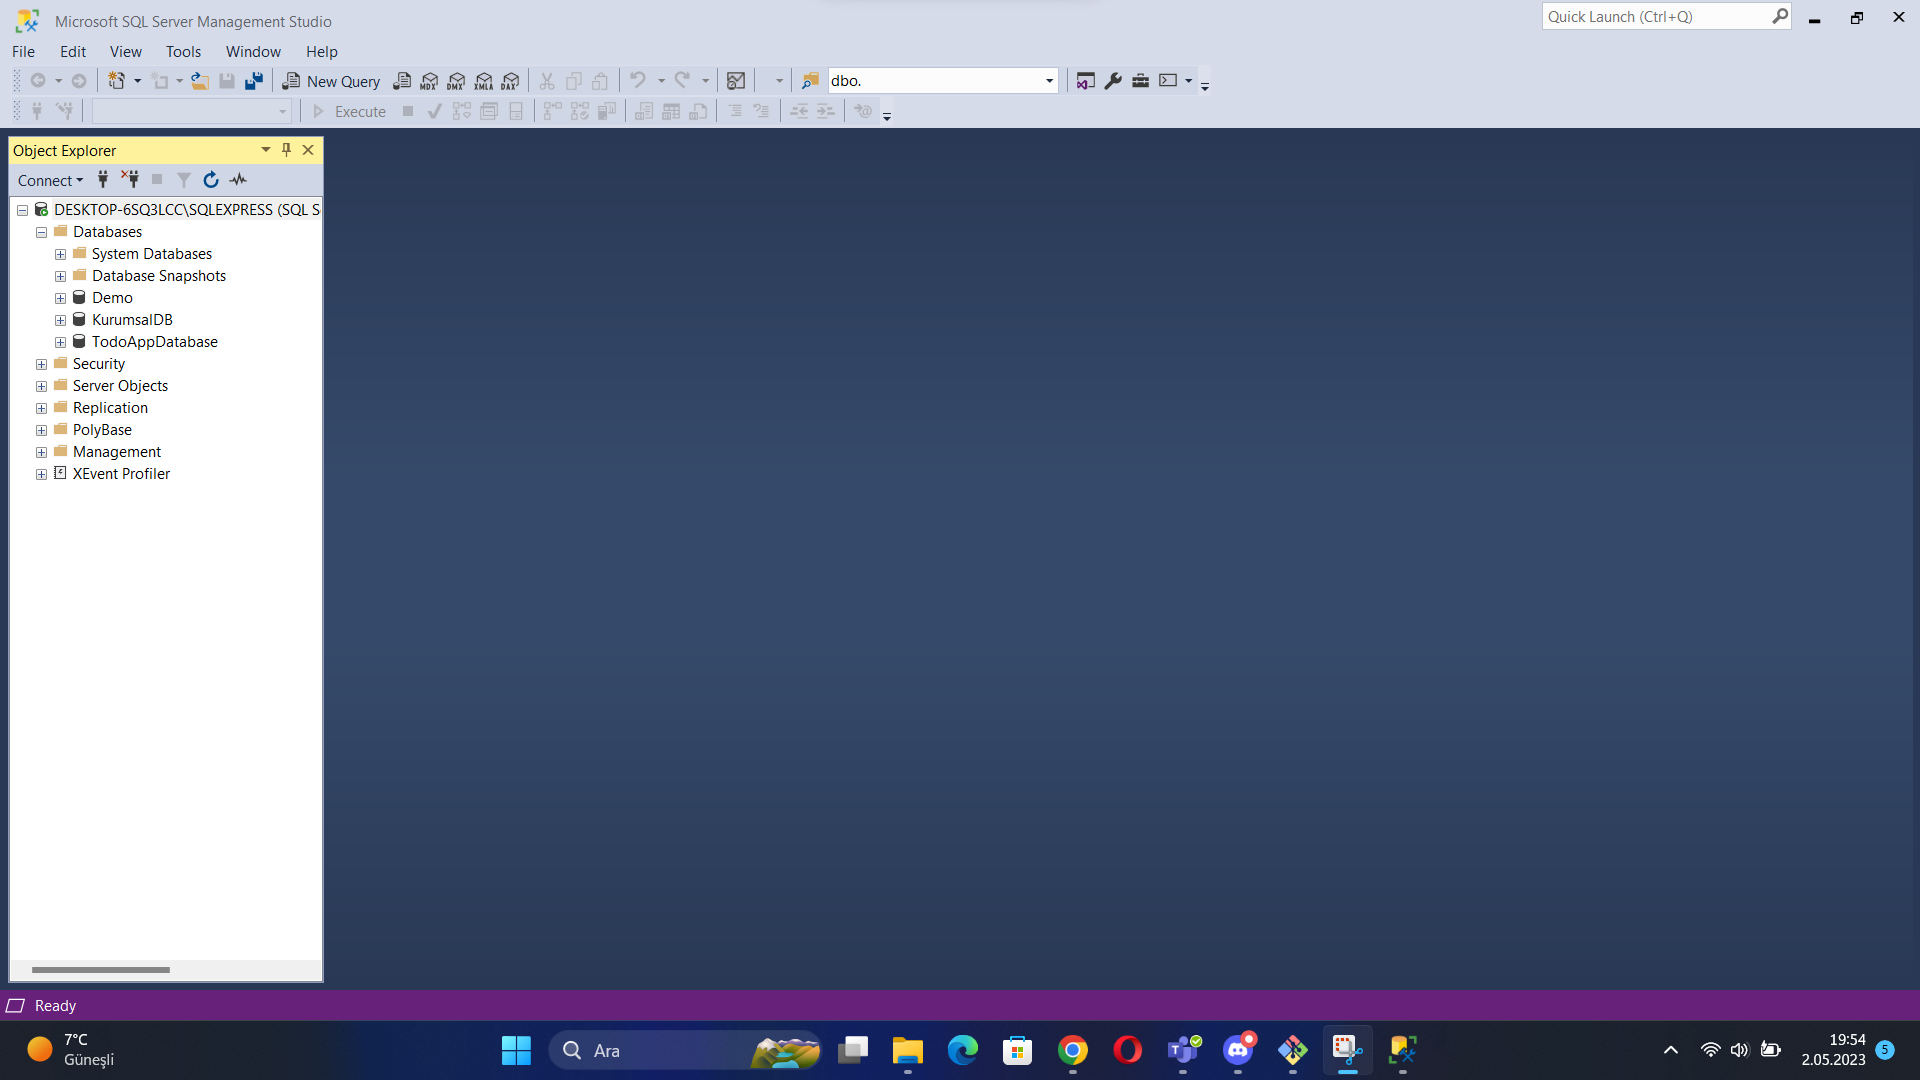 Microsoft SQL Server Management Studio
Quick Launch (Ctrl+Q)
File Edit View Tools Window Help
New Query MDX DMX XMLA DAX dbo.
Execute
Object Explorer
Connect
DESKTOP-6SQ3LCC\SQLEXPRESS (SQL S
Databases
System Databases
Database Snapshots
Demo
KurumsalDB
TodoAppDatabase
Security
Server Objects
Replication
PolyBase
Management
XEvent Profiler
Ready
7°C
Güneşli
Ara
19:54
2.05.2023
5